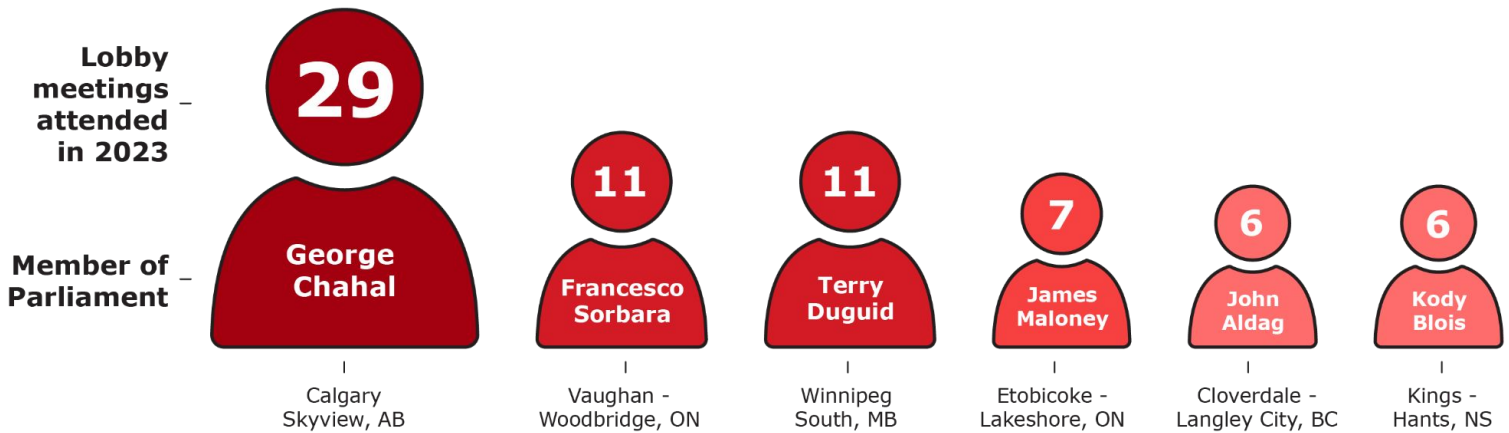 Lobby
meetings
attended
in 2023
29
11
11
7
6
6
Member of
Parliament
George
Chahal
Francesco
Sorbara
Terry
Duguid
James
Maloney
John
Aldag
Kody
Blois
Calgary
Skyview, AB
Vaughan -
Woodbridge, ON
Winnipeg
South, MB
Etobicoke -
Lakeshore, ON
Cloverdale -
Langley City, BC
Kings -
Hants, NS